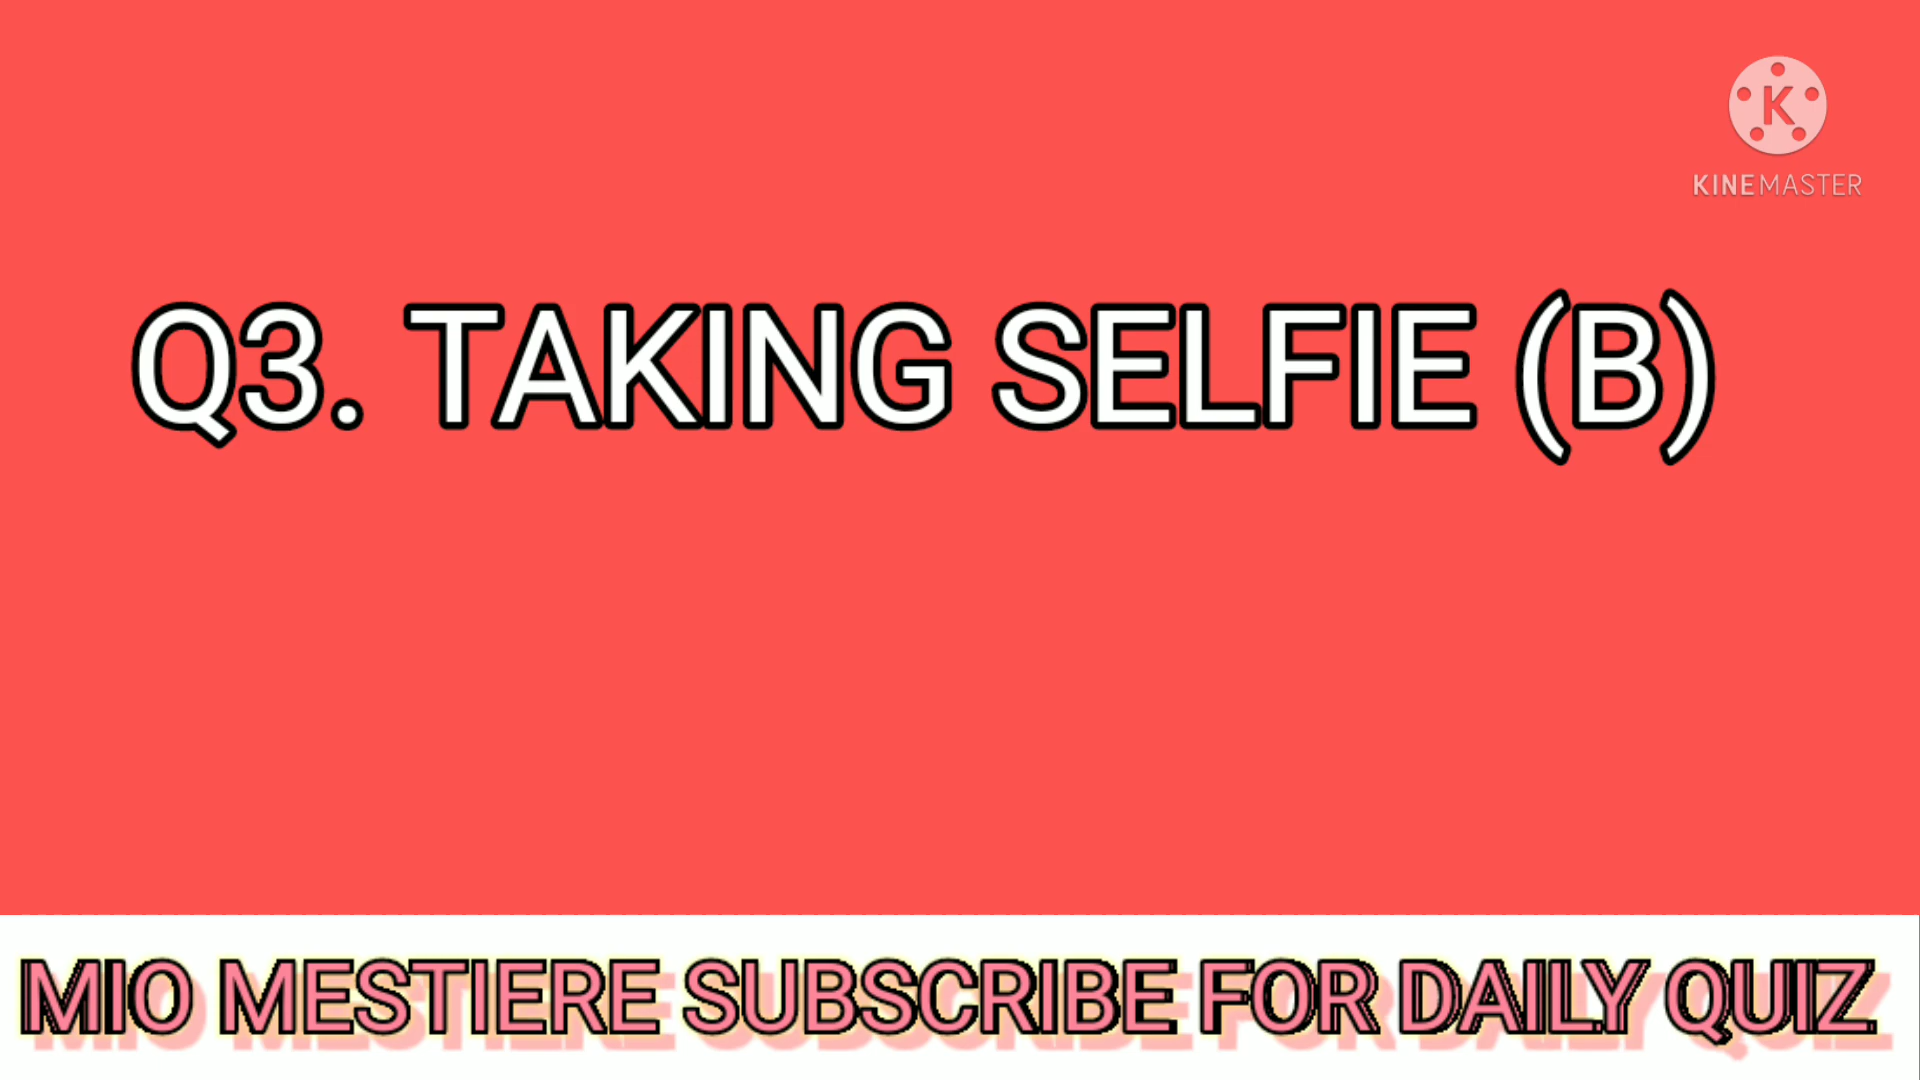 K
KINEMASTER
Q3. TAKING SELFIE (B)
MIO MESTIERE SUBSCRIBE FOR DAILY QUIZ